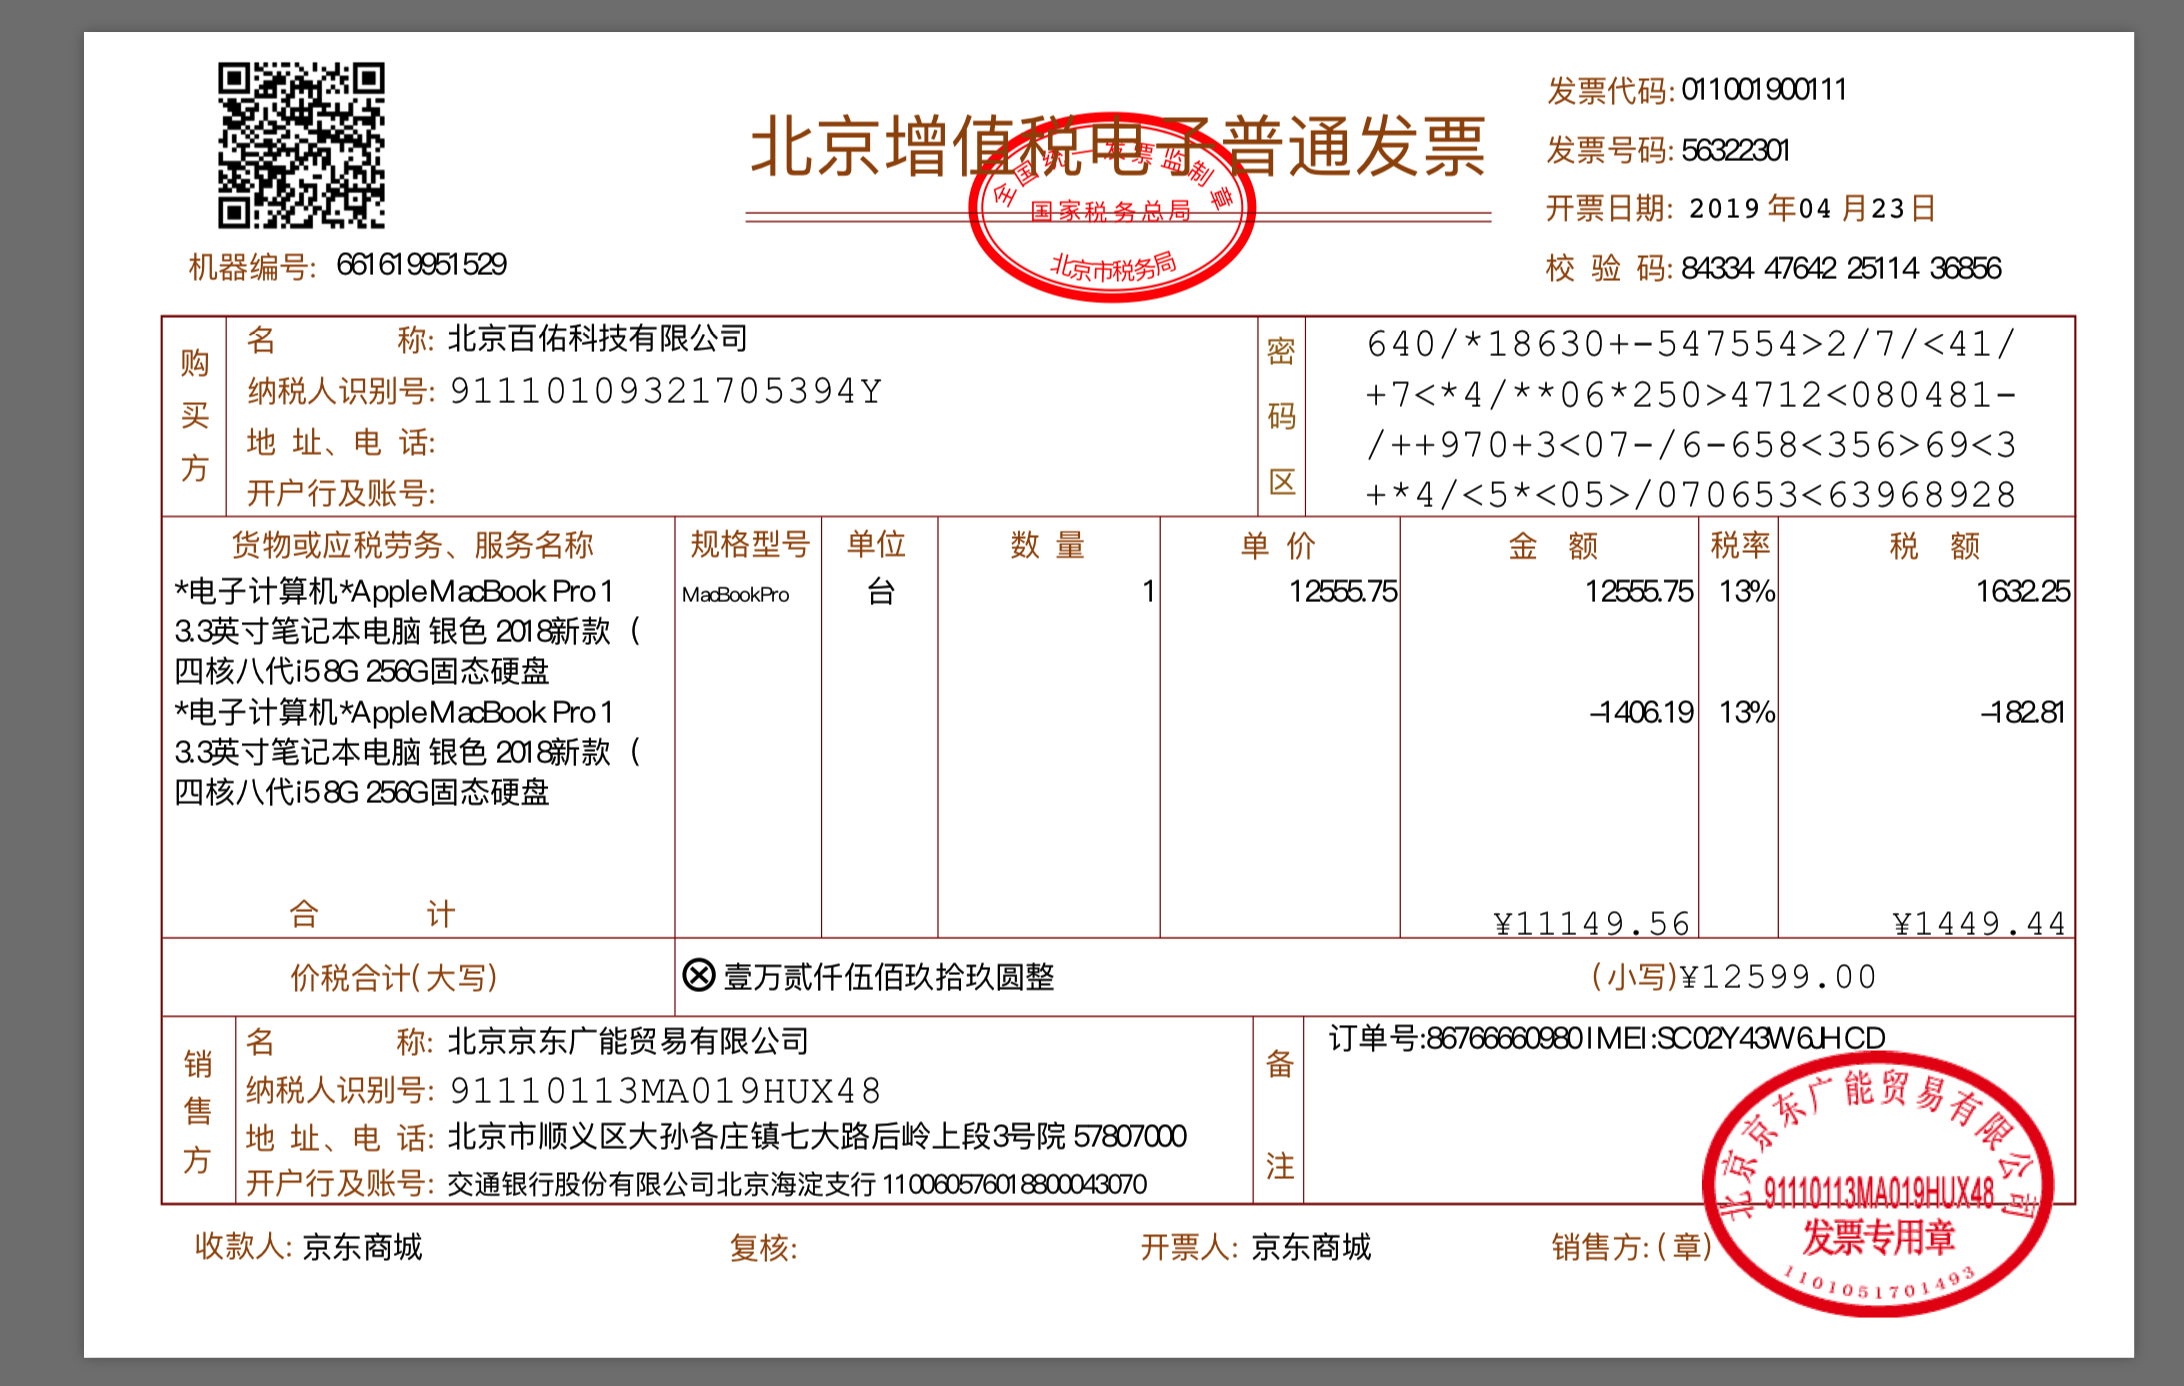 北京增值税电子普通发票
全国统一发票监制章
国家税务总局
北京市税务局
发票代码: 011001900111
发票号码: 56322301
开票日期: 2019 年04 月23日
校 验 码: 84334 47642 25114 36856
机器编号: 661619951529
购买方
名 称: 北京百佑科技有限公司
纳税人识别号: 91110109321705394Y
地 址、电 话:
开户行及账号:
密码区
640/*18630+-547554>2/7/<41/
+7<*4/**06*250>4712<080481-
/++970+3<07-/6-658<356>69<3
+*4/<5*<05>/070653<63968928
货物或应税劳务、服务名称 规格型号 单位 数 量 单 价 金 额 税率 税 额
*电子计算机*Apple MacBook Pro 1 MacBookPro 台 1 12555.75 12555.75 13% 1632.25
3.3英寸笔记本电脑 银色 2018新款（
四核八代i5 8G 256G固态硬盘
*电子计算机*Apple MacBook Pro 1 -1406.19 13% -182.81
3.3英寸笔记本电脑 银色 2018新款（
四核八代i5 8G 256G固态硬盘
合 计 ¥11149.56 ¥1449.44
价税合计(大写) ⊗壹万贰仟伍佰玖拾玖圆整 (小写)¥12599.00
销售方
名 称: 北京京东广能贸易有限公司
纳税人识别号: 91110113MA019HUX48
地 址、电 话: 北京市顺义区大孙各庄镇七大路后岭上段3号院 57807000
开户行及账号: 交通银行股份有限公司北京海淀支行 110060576018800043070
备注
订单号:86766660980 IMEI:SC02Y43W6JHCD
收款人: 京东商城 复核: 开票人: 京东商城 销售方:(章)
北京京东广能贸易有限公司
91110113MA019HUX48
发票专用章
1101051701493